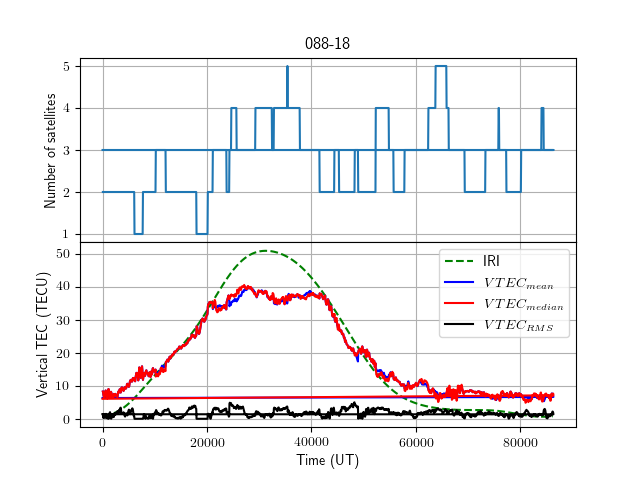 088-18
Number of satellites
5
4
3
2
1
Vertical TEC (TECU)
50
40
30
20
10
0
IRI
VTEC_mean
VTEC_median
VTEC_RMS
0 20000 40000 60000 80000
Time (UT)